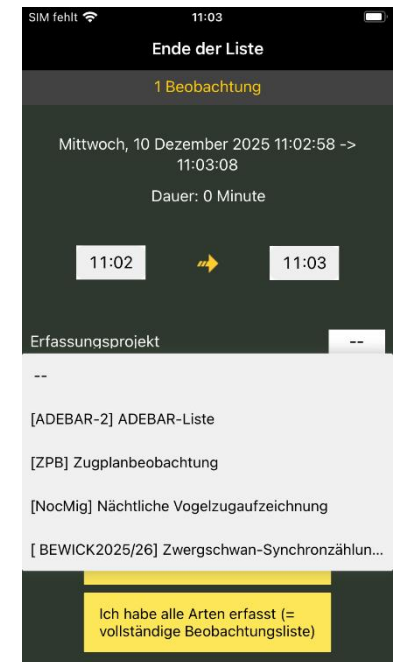 SIM fehlt 11:03
Ende der Liste
1 Beobachtung
Mittwoch, 10 Dezember 2025 11:02:58 ->
11:03:08
Dauer: 0 Minute
11:02 11:03
Erfassungsprojekt --
--
[ADEBAR-2] ADEBAR-Liste
[ZPB] Zugplanbeobachtung
[NocMig] Nächtliche Vogelzugaufzeichnung
[ BEWICK2025/26] Zwergschwan-Synchronzählun...
Ich habe alle Arten erfasst (=
vollständige Beobachtungsliste)